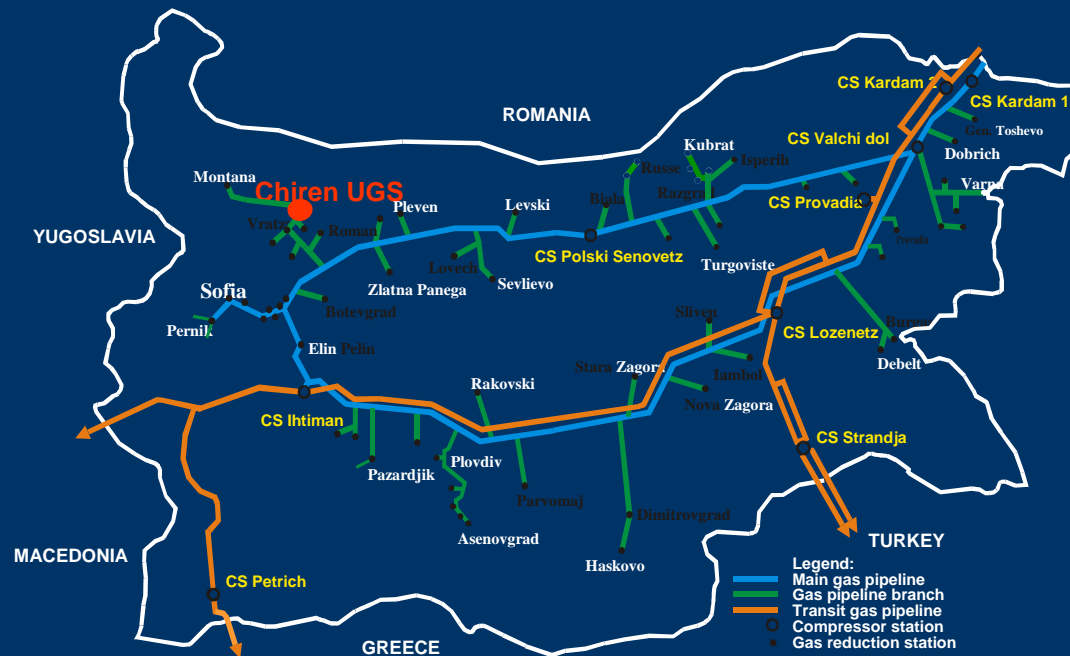 CS Kardam 2
CS Kardam 1
ROMANIA
Gen. Toshevo
CS Valchi dol
Kubrat
Dobrich
Russe
Isperih
Montana
Chiren UGS
Razgrad
Varna
Pleven
Levski
Biala
CS Provadia
Vratza
Roman
YUGOSLAVIA
Provadia
CS Polski Senovetz
Lovech
Turgoviste
Zlatna Panega
Sevlievo
Sofia
Botevgrad
Sliven
Burgas
Pernik
CS Lozenetz
Elin Pelin
Stara Zagora
Iambol
Debelt
Rakovski
Nova Zagora
CS Ihtiman
CS Strandja
Plovdiv
Pazardjik
Parvomaj
Dimitrovgrad
Asenovgrad
TURKEY
MACEDONIA
Haskovo
CS Petrich
GREECE
Legend:
Main gas pipeline
Gas pipeline branch
Transit gas pipeline
Compressor station
Gas reduction station